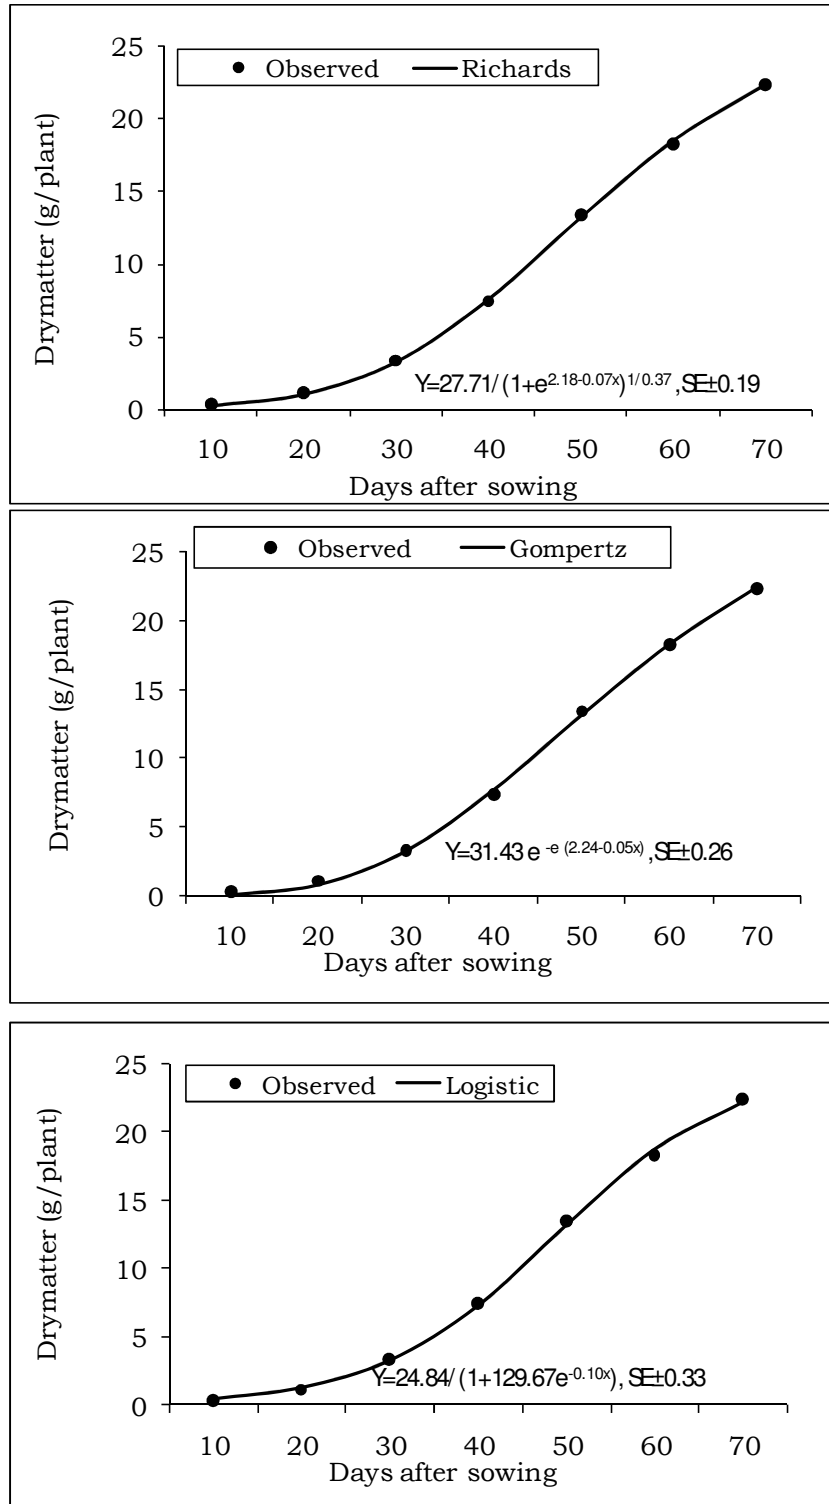 Observed Richards
25
20
15
10
5
0
Drymatter (g/plant)
Y=27.71/(1+e^2.18-0.07x)^1/0.37, SE±0.19
10 20 30 40 50 60 70
Days after sowing
Observed Gompertz
25
20
15
10
5
0
Drymatter (g/plant)
Y=31.43 e^-e (2.24-0.05x), SE±0.26
10 20 30 40 50 60 70
Days after sowing
Observed Logistic
25
20
15
10
5
0
Drymatter (g/plant)
Y=24.84/(1+129.67e^-0.10x), SE±0.33
10 20 30 40 50 60 70
Days after sowing